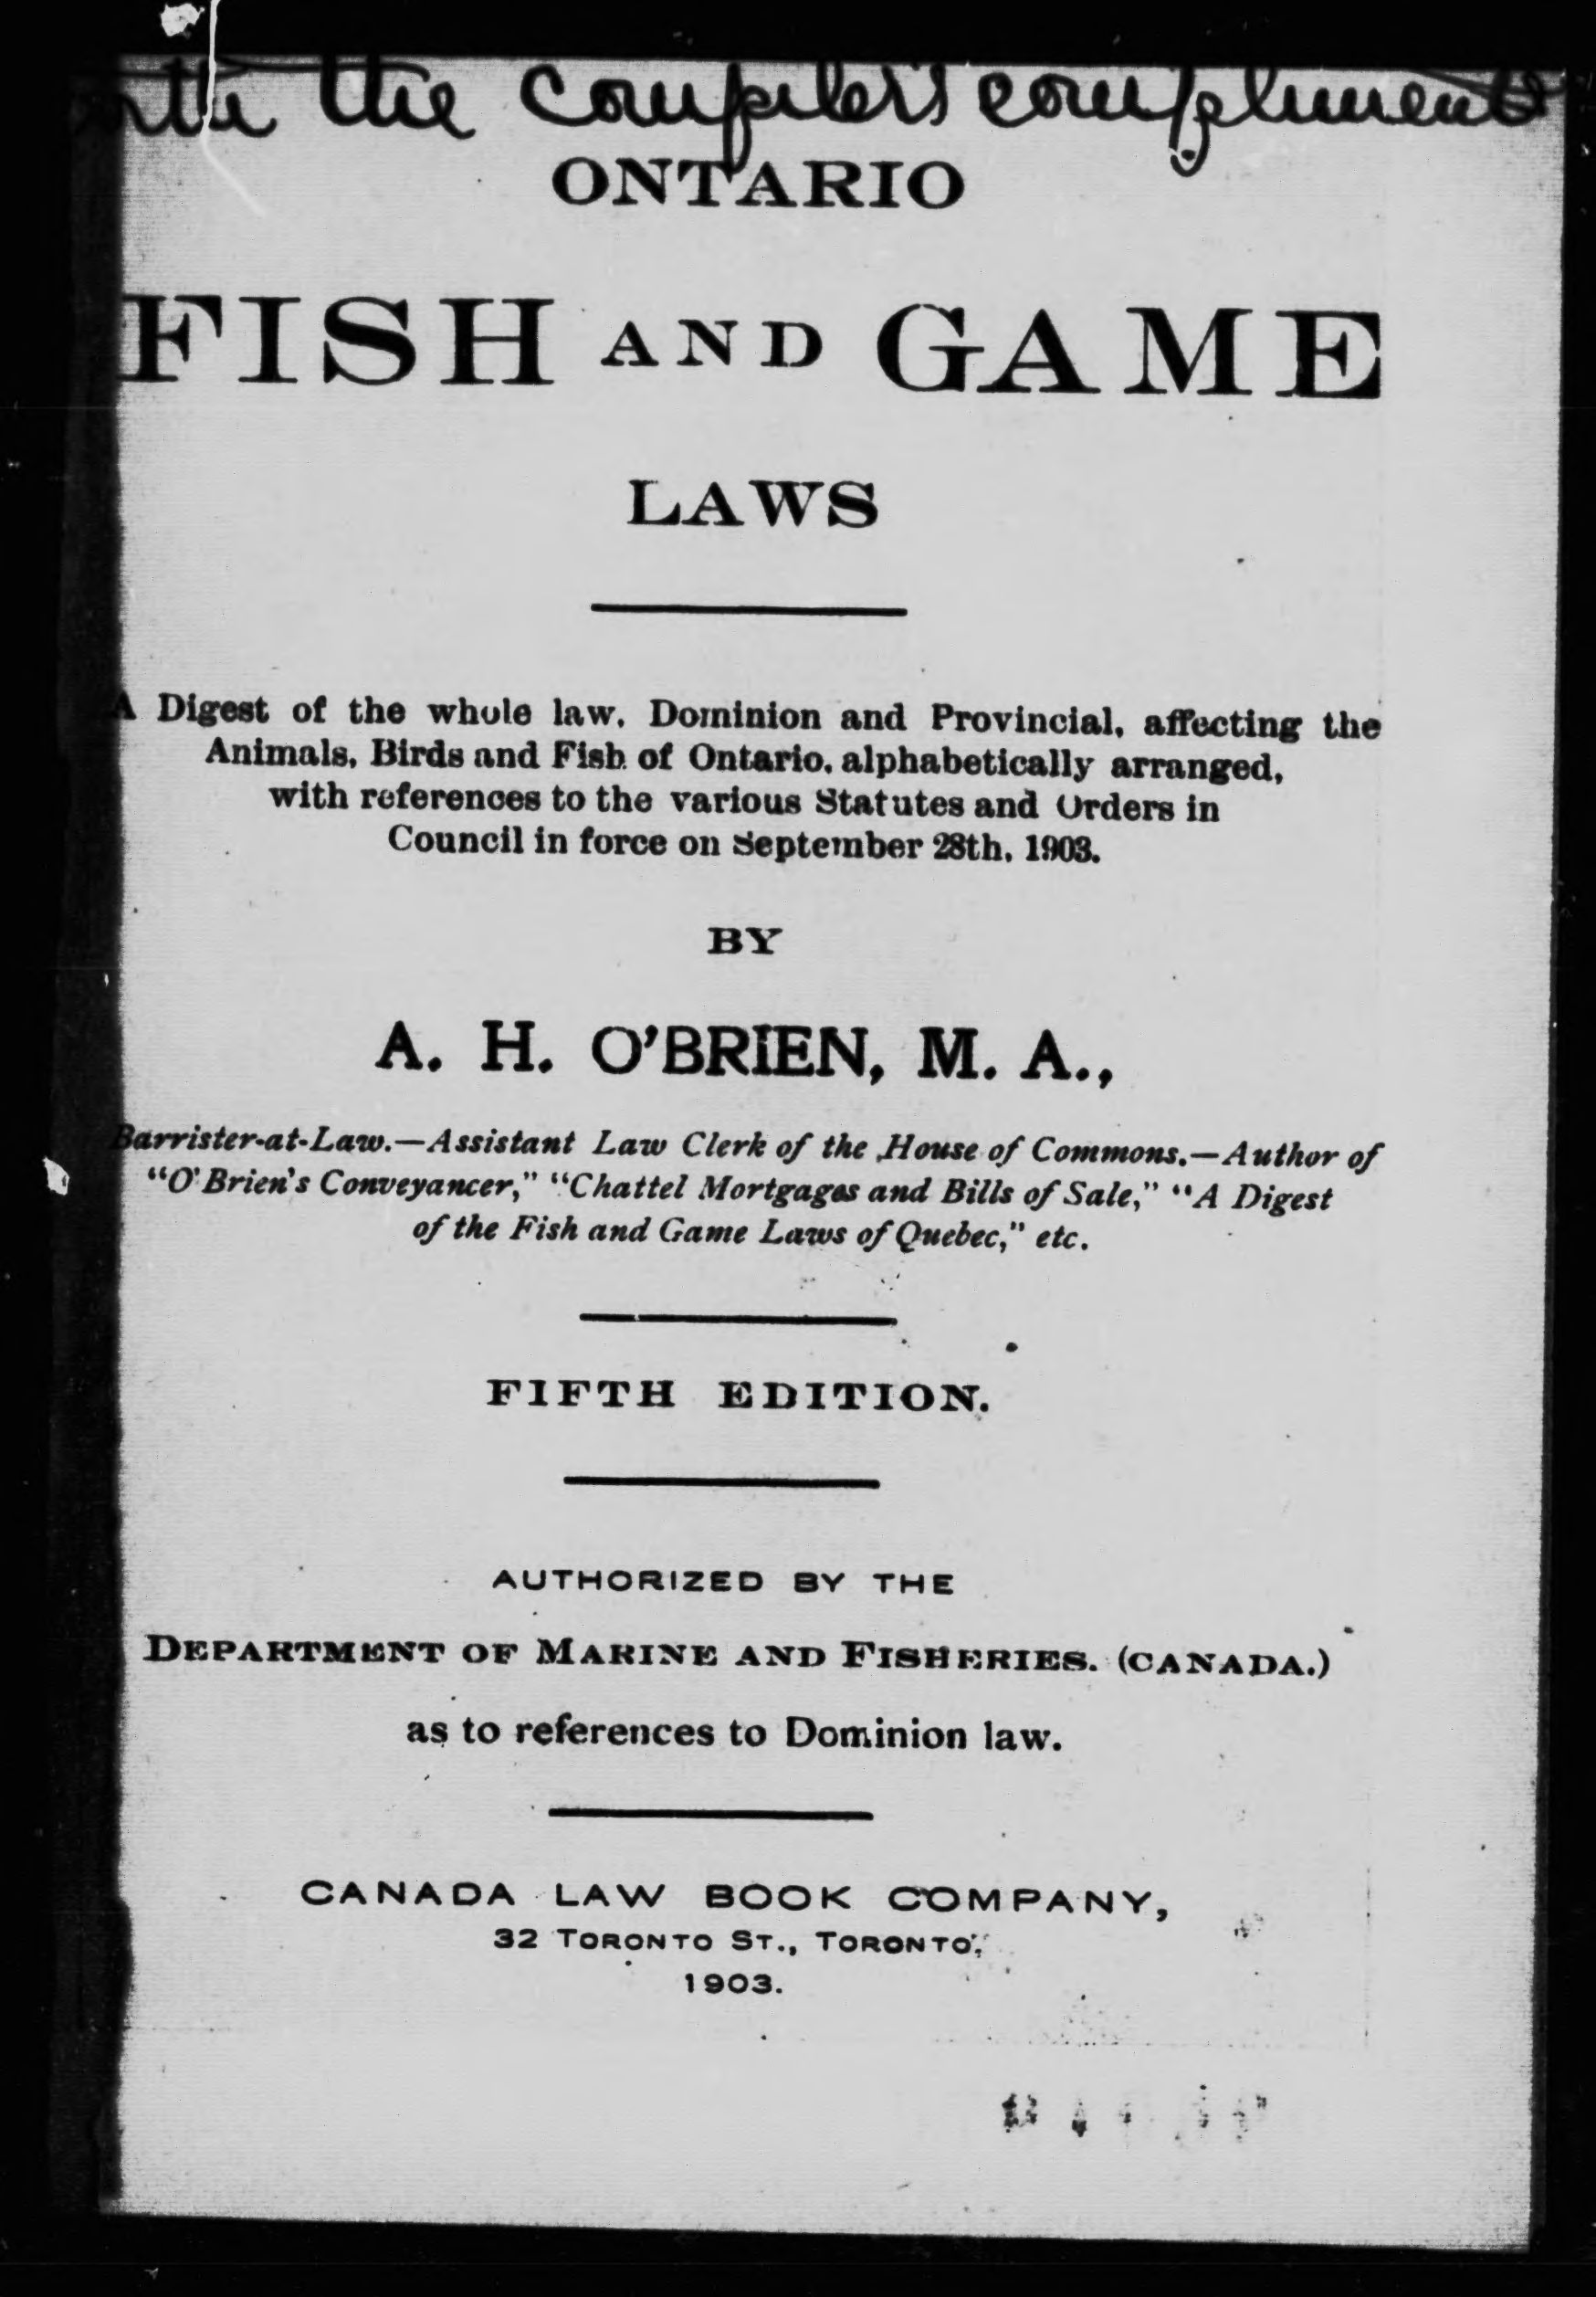 with the compiler's compliments
ONTARIO
FISH AND GAME
LAWS
A Digest of the whole law, Dominion and Provincial, affecting the
Animals, Birds and Fish of Ontario, alphabetically arranged,
with references to the various Statutes and Orders in
Council in force on September 28th, 1903.
BY
A. H. O'BRIEN, M. A.,
Barrister-at-Law.—Assistant Law Clerk of the House of Commons.—Author of
"O'Brien's Conveyancer," "Chattel Mortgages and Bills of Sale," "A Digest
of the Fish and Game Laws of Quebec," etc.
FIFTH EDITION.
AUTHORIZED BY THE
DEPARTMENT OF MARINE AND FISHERIES. (CANADA.)
as to references to Dominion law.
CANADA LAW BOOK COMPANY,
32 TORONTO ST., TORONTO,
1903.